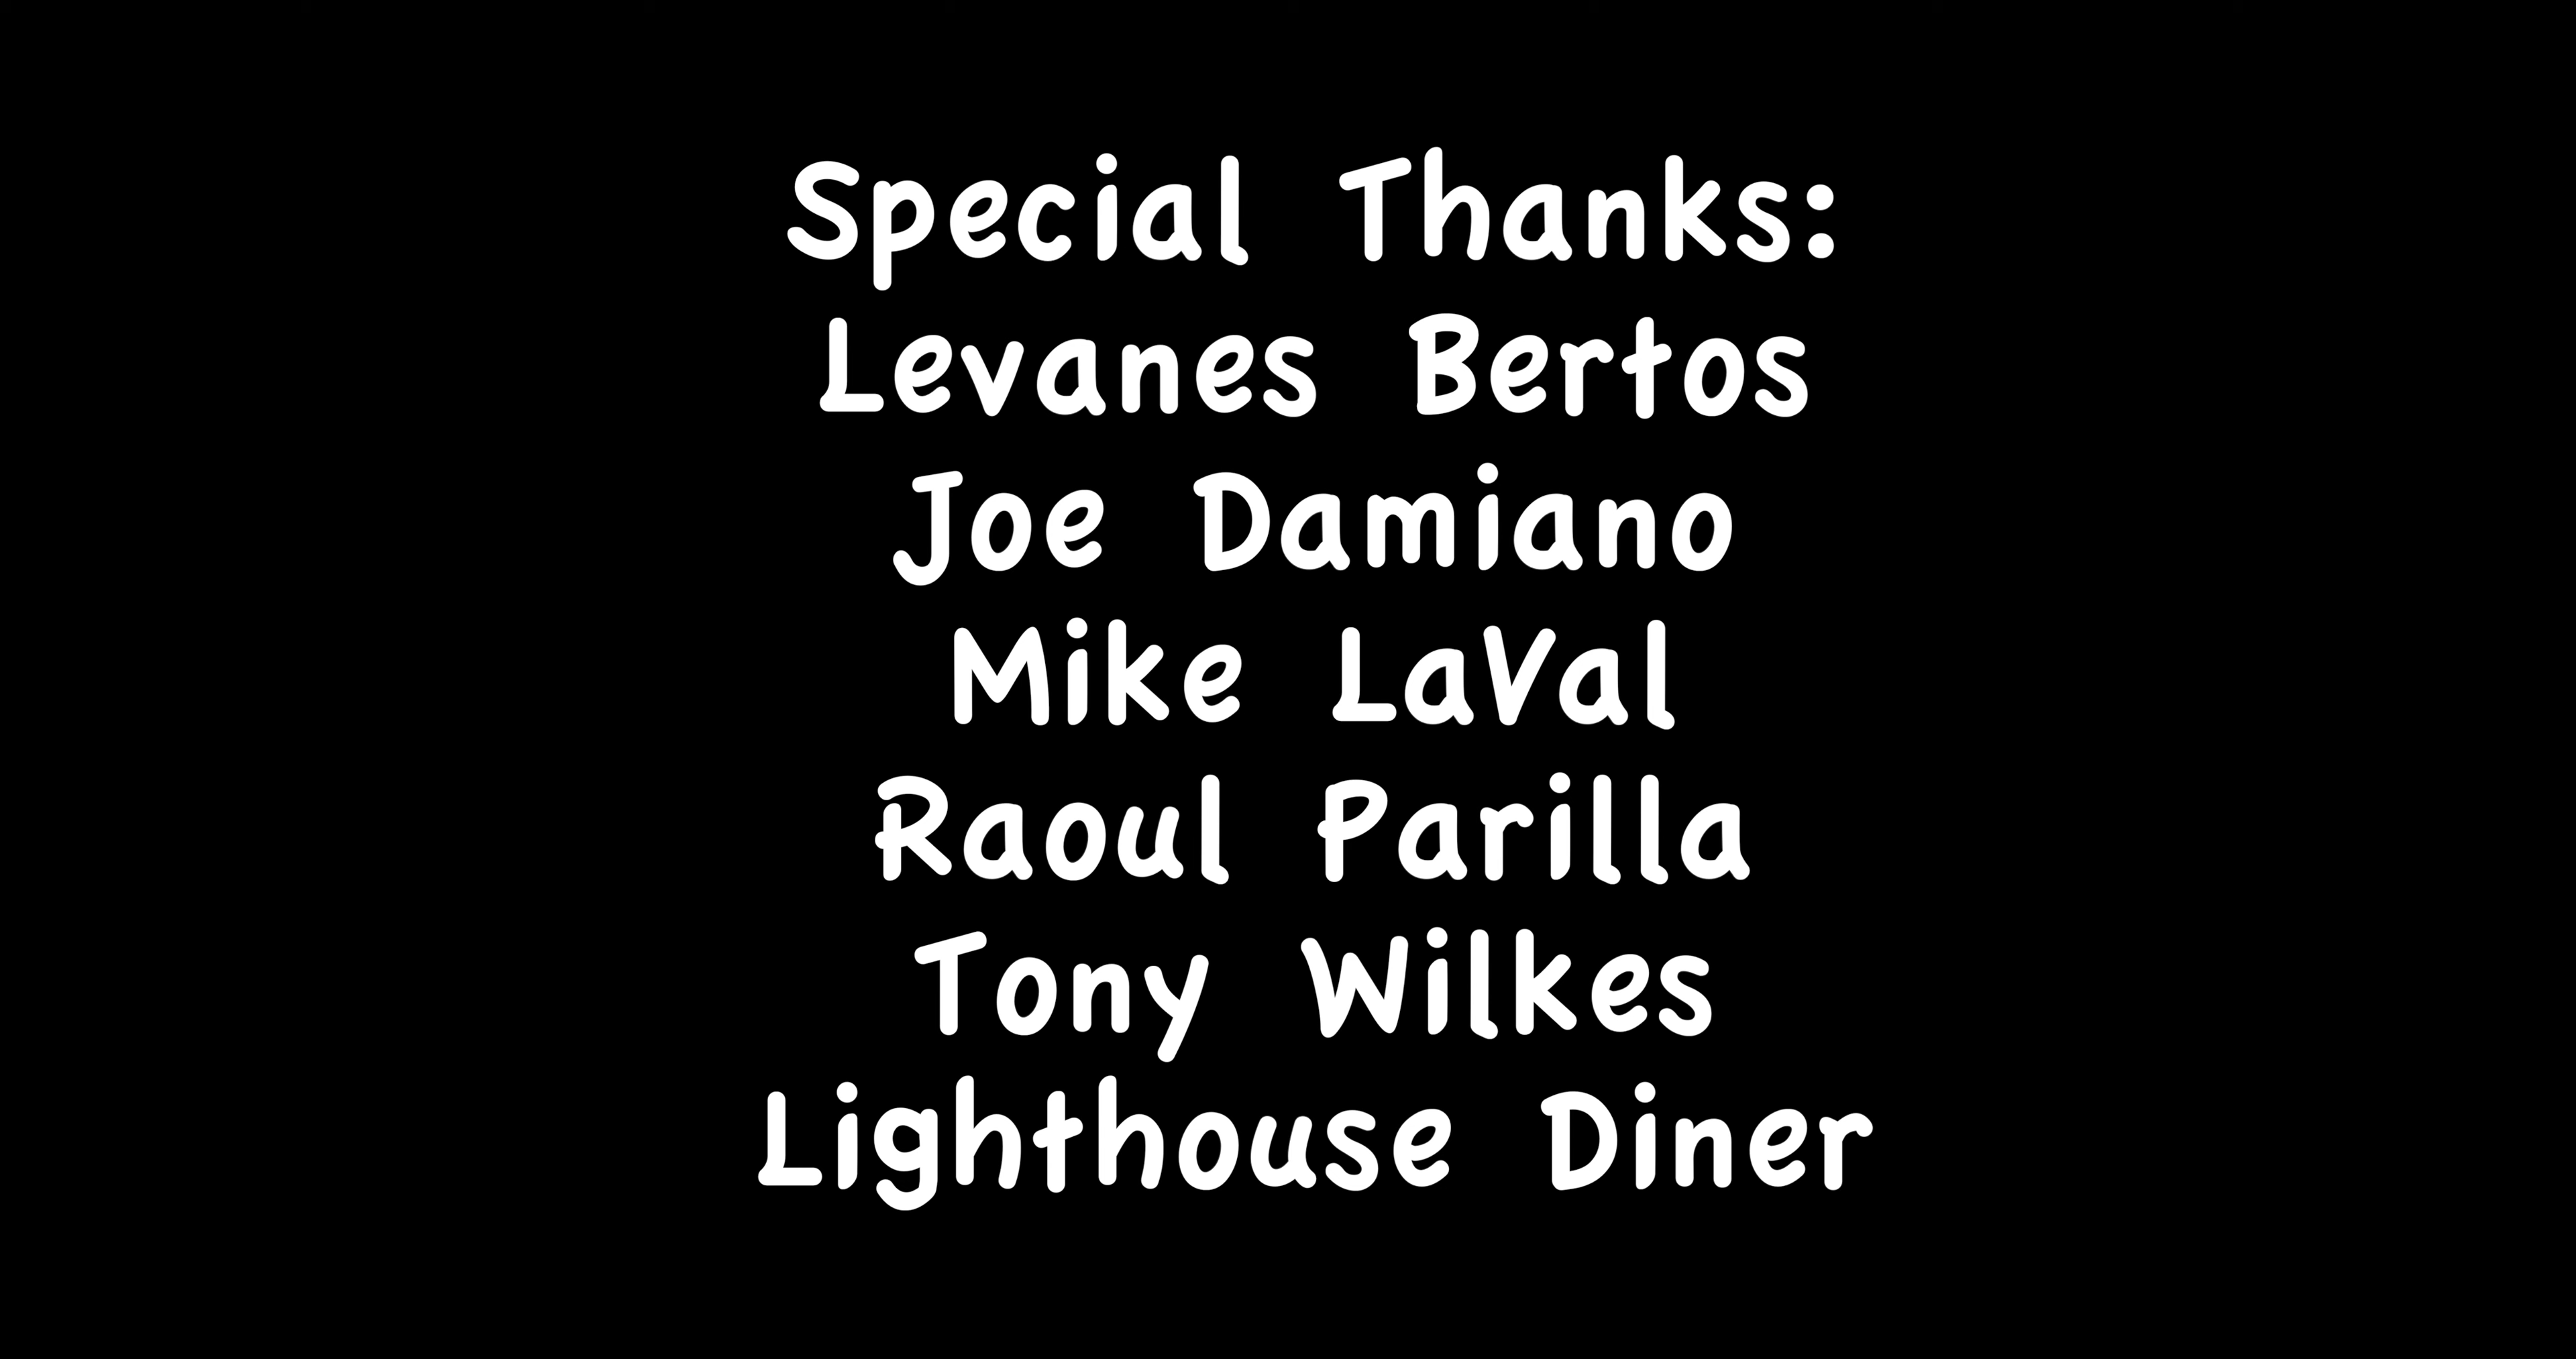 Special Thanks:
Levanes Bertos
Joe Damiano
Mike LaVal
Raoul Parilla
Tony Wilkes
Lighthouse Diner